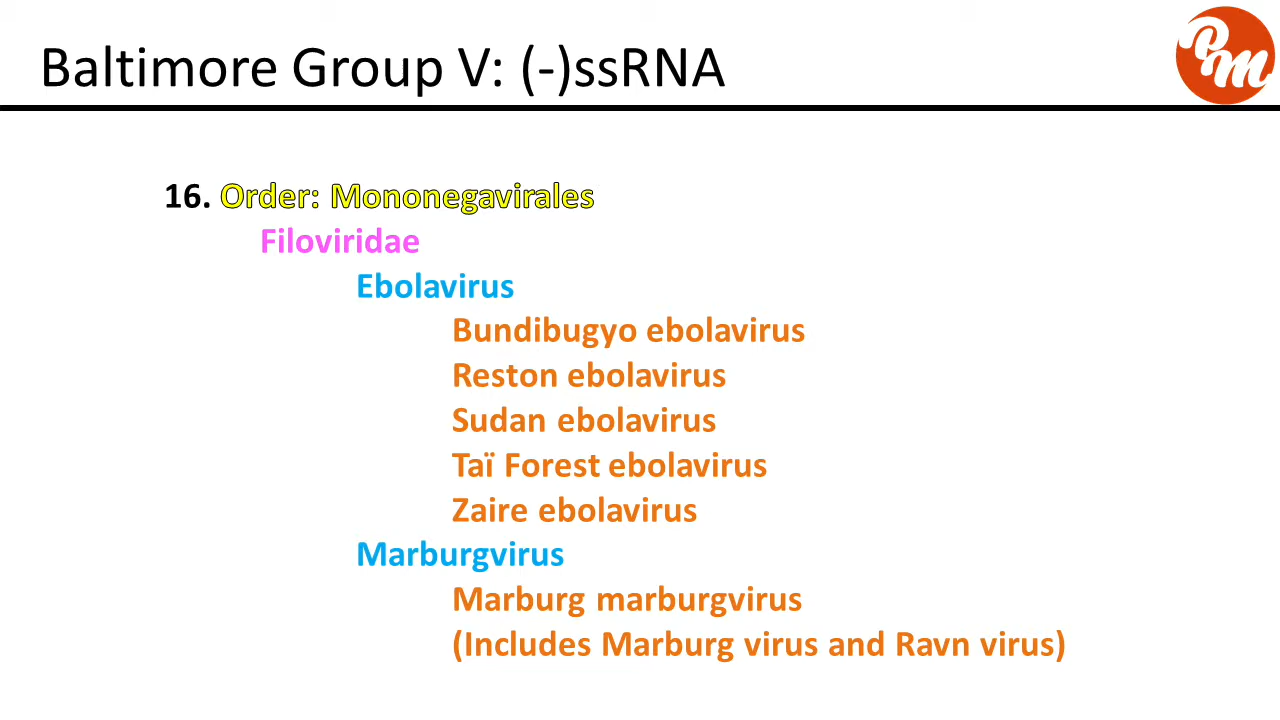 Baltimore Group V: (-)ssRNA
PM
16. Order: Mononegavirales
Filoviridae
Ebolavirus
Bundibugyo ebolavirus
Reston ebolavirus
Sudan ebolavirus
Taï Forest ebolavirus
Zaire ebolavirus
Marburgvirus
Marburg marburgvirus
(Includes Marburg virus and Ravn virus)